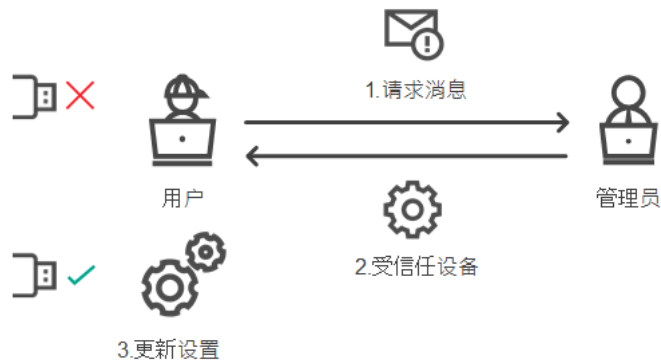 1.请求消息
用户
管理员
2.受信任设备
3.更新设置